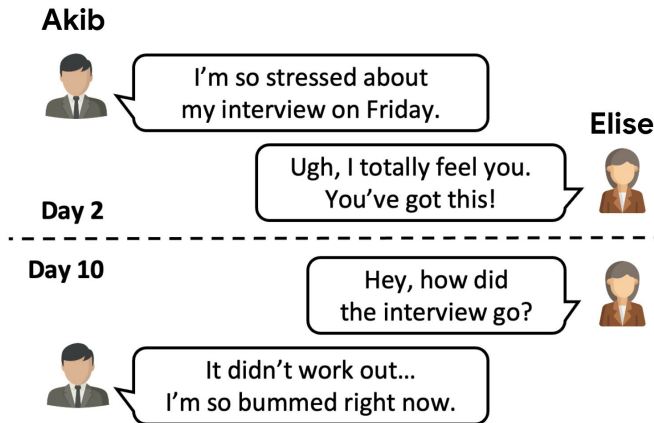 Akib
I’m so stressed about
my interview on Friday.
Elise
Ugh, I totally feel you.
You’ve got this!
Day 2
Day 10
Hey, how did
the interview go?
It didn’t work out...
I’m so bummed right now.